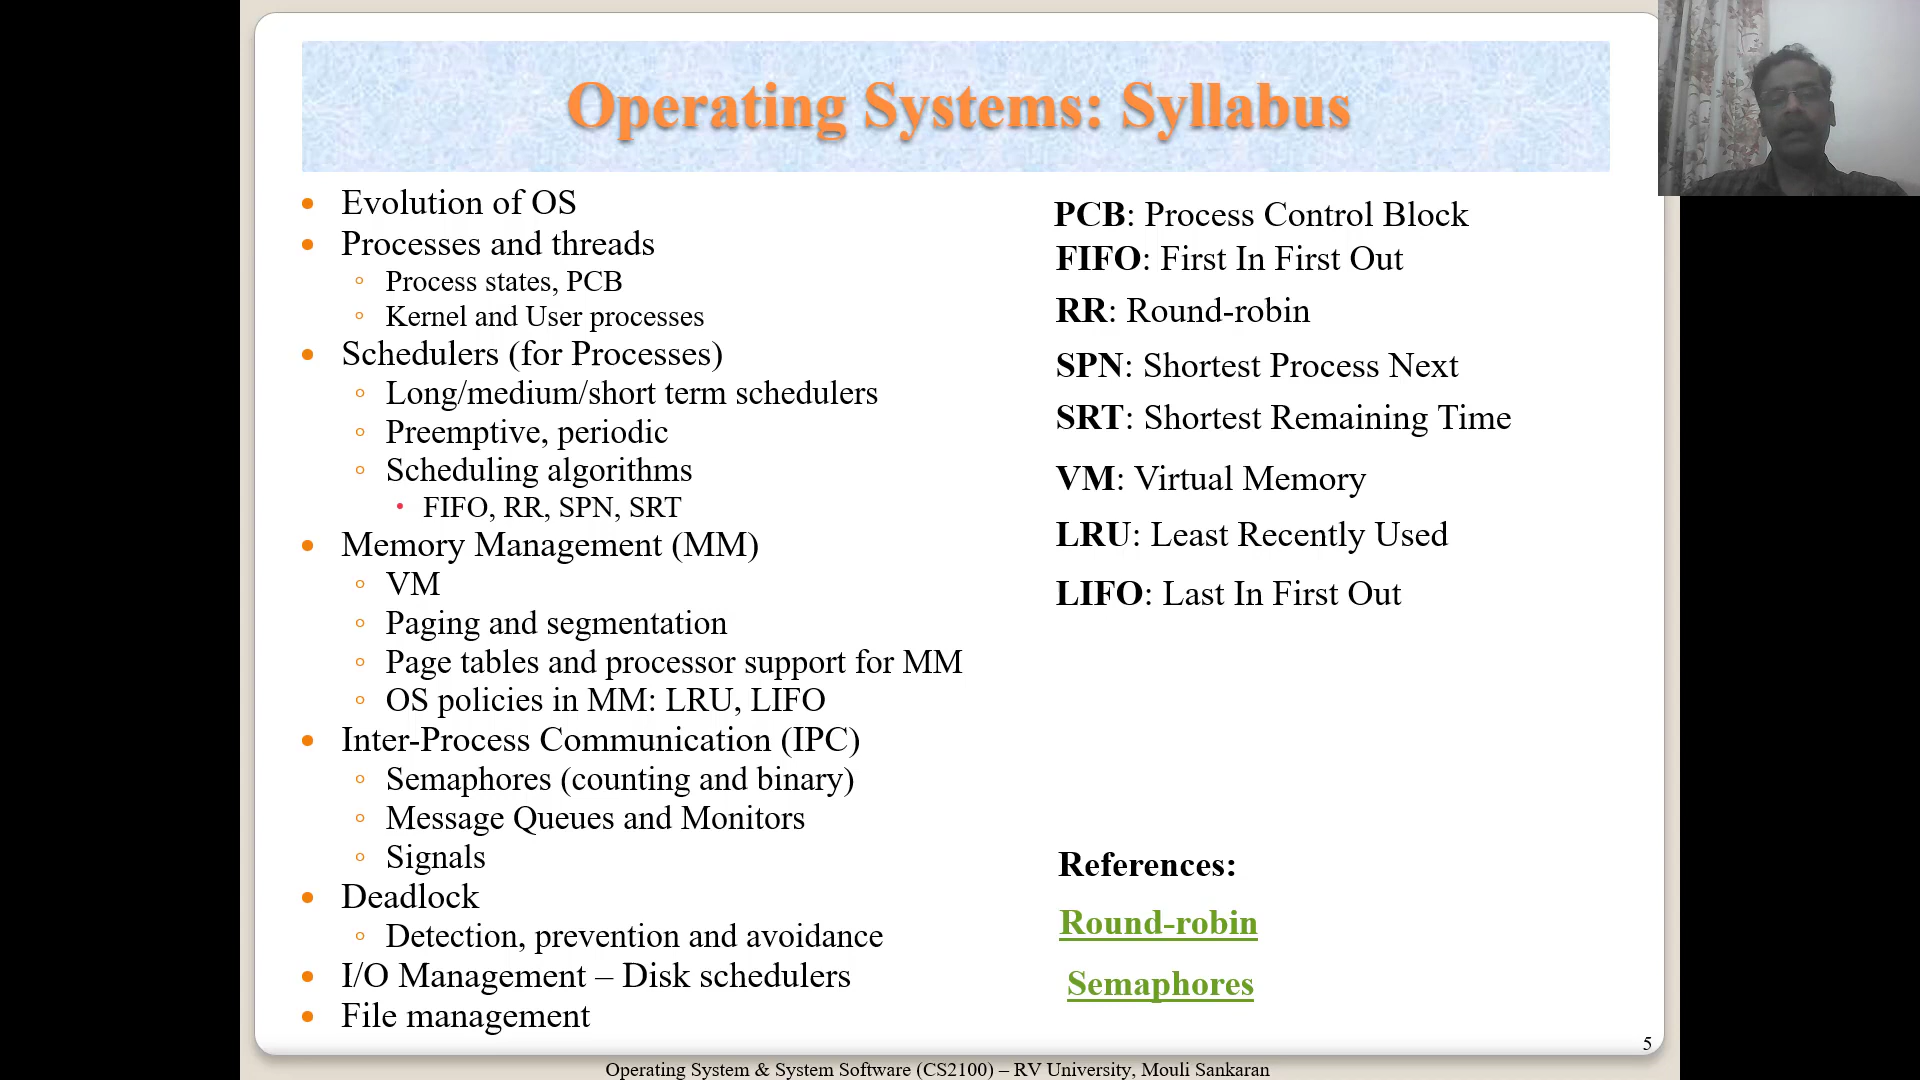 Operating Systems: Syllabus
Evolution of OS
Processes and threads
Process states, PCB
Kernel and User processes
Schedulers (for Processes)
Long/medium/short term schedulers
Preemptive, periodic
Scheduling algorithms
FIFO, RR, SPN, SRT
Memory Management (MM)
VM
Paging and segmentation
Page tables and processor support for MM
OS policies in MM: LRU, LIFO
Inter-Process Communication (IPC)
Semaphores (counting and binary)
Message Queues and Monitors
Signals
Deadlock
Detection, prevention and avoidance
I/O Management – Disk schedulers
File management
PCB: Process Control Block
FIFO: First In First Out
RR: Round-robin
SPN: Shortest Process Next
SRT: Shortest Remaining Time
VM: Virtual Memory
LRU: Least Recently Used
LIFO: Last In First Out
References:
Round-robin
Semaphores
5
Operating System & System Software (CS2100) – RV University, Mouli Sankaran